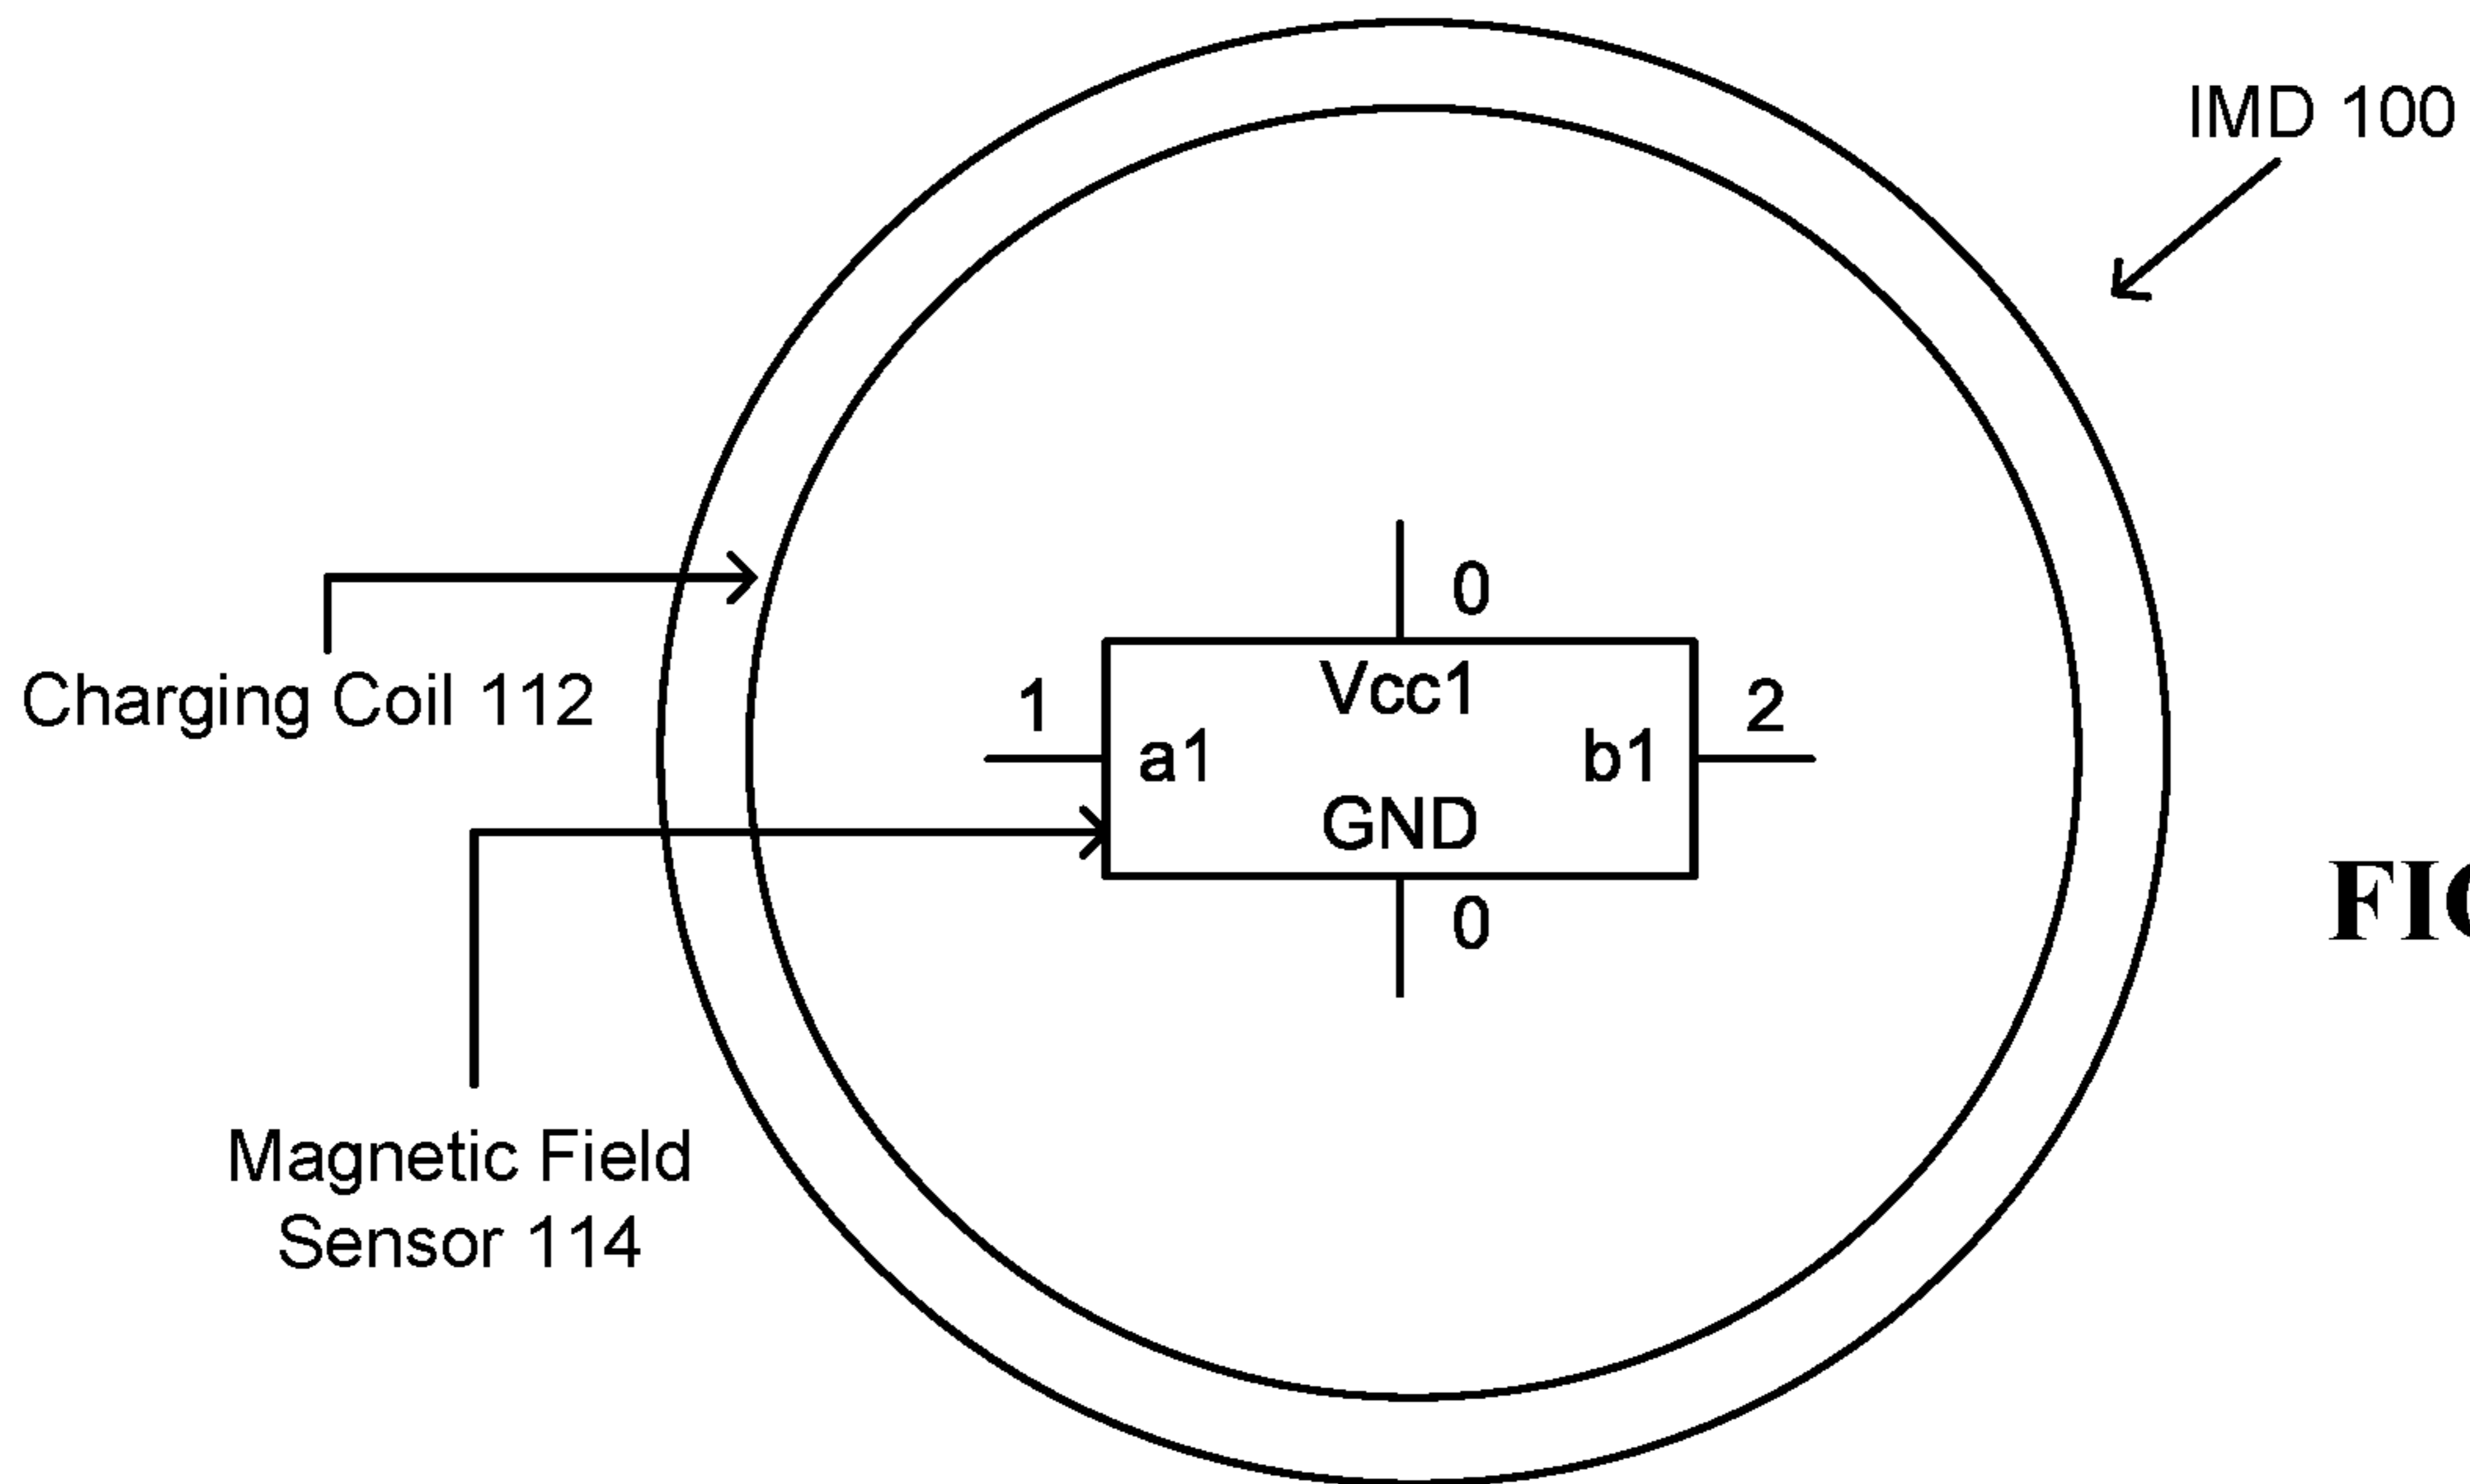 IMD 100
0
Charging Coil 112
1
Vcc1
2
a1
b1
GND
0
Magnetic Field
Sensor 114